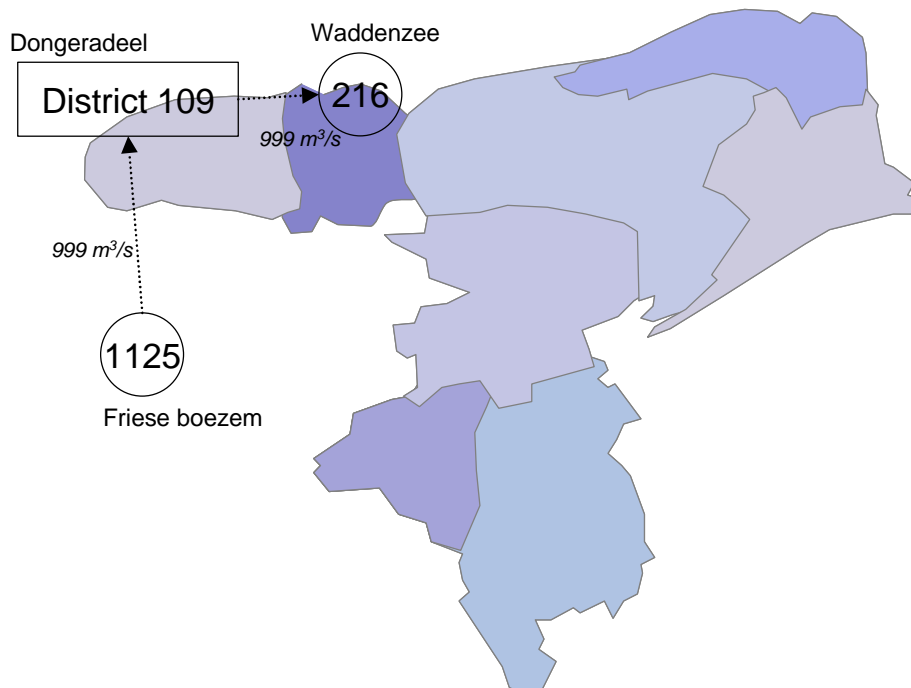 Dongeradeel
Waddenzee
District 109
216
999 m³/s
999 m³/s
1125
Friese boezem